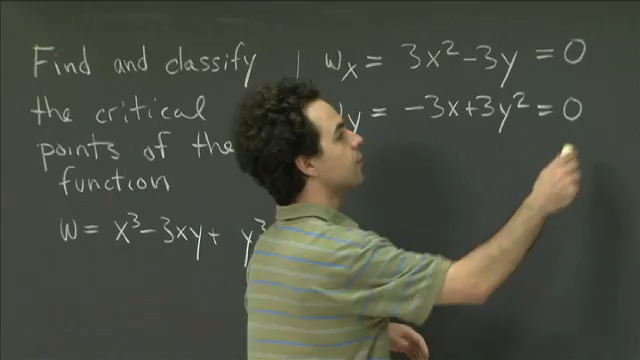 Find and classify
the critical
points of the
function
w = x³ - 3xy + y³
w_x = 3x² - 3y = 0
y = -3x + 3y² = 0